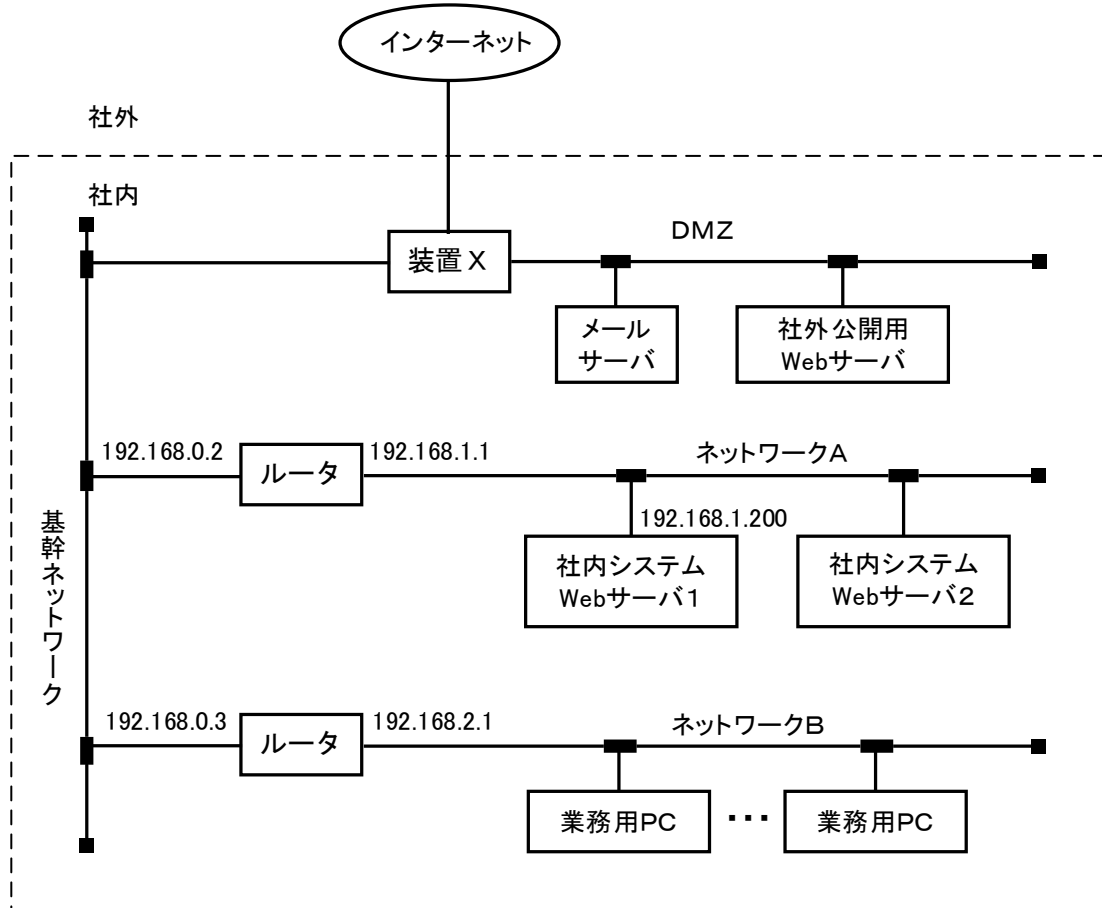 インターネット
社外
社内
装置X
DMZ
メール
サーバ
社外公開用
Webサーバ
192.168.0.2
ルータ
192.168.1.1
ネットワークA
192.168.1.200
社内システム
Webサーバ1
社内システム
Webサーバ2
基幹ネットワーク
192.168.0.3
ルータ
192.168.2.1
ネットワークB
業務用PC
…
業務用PC